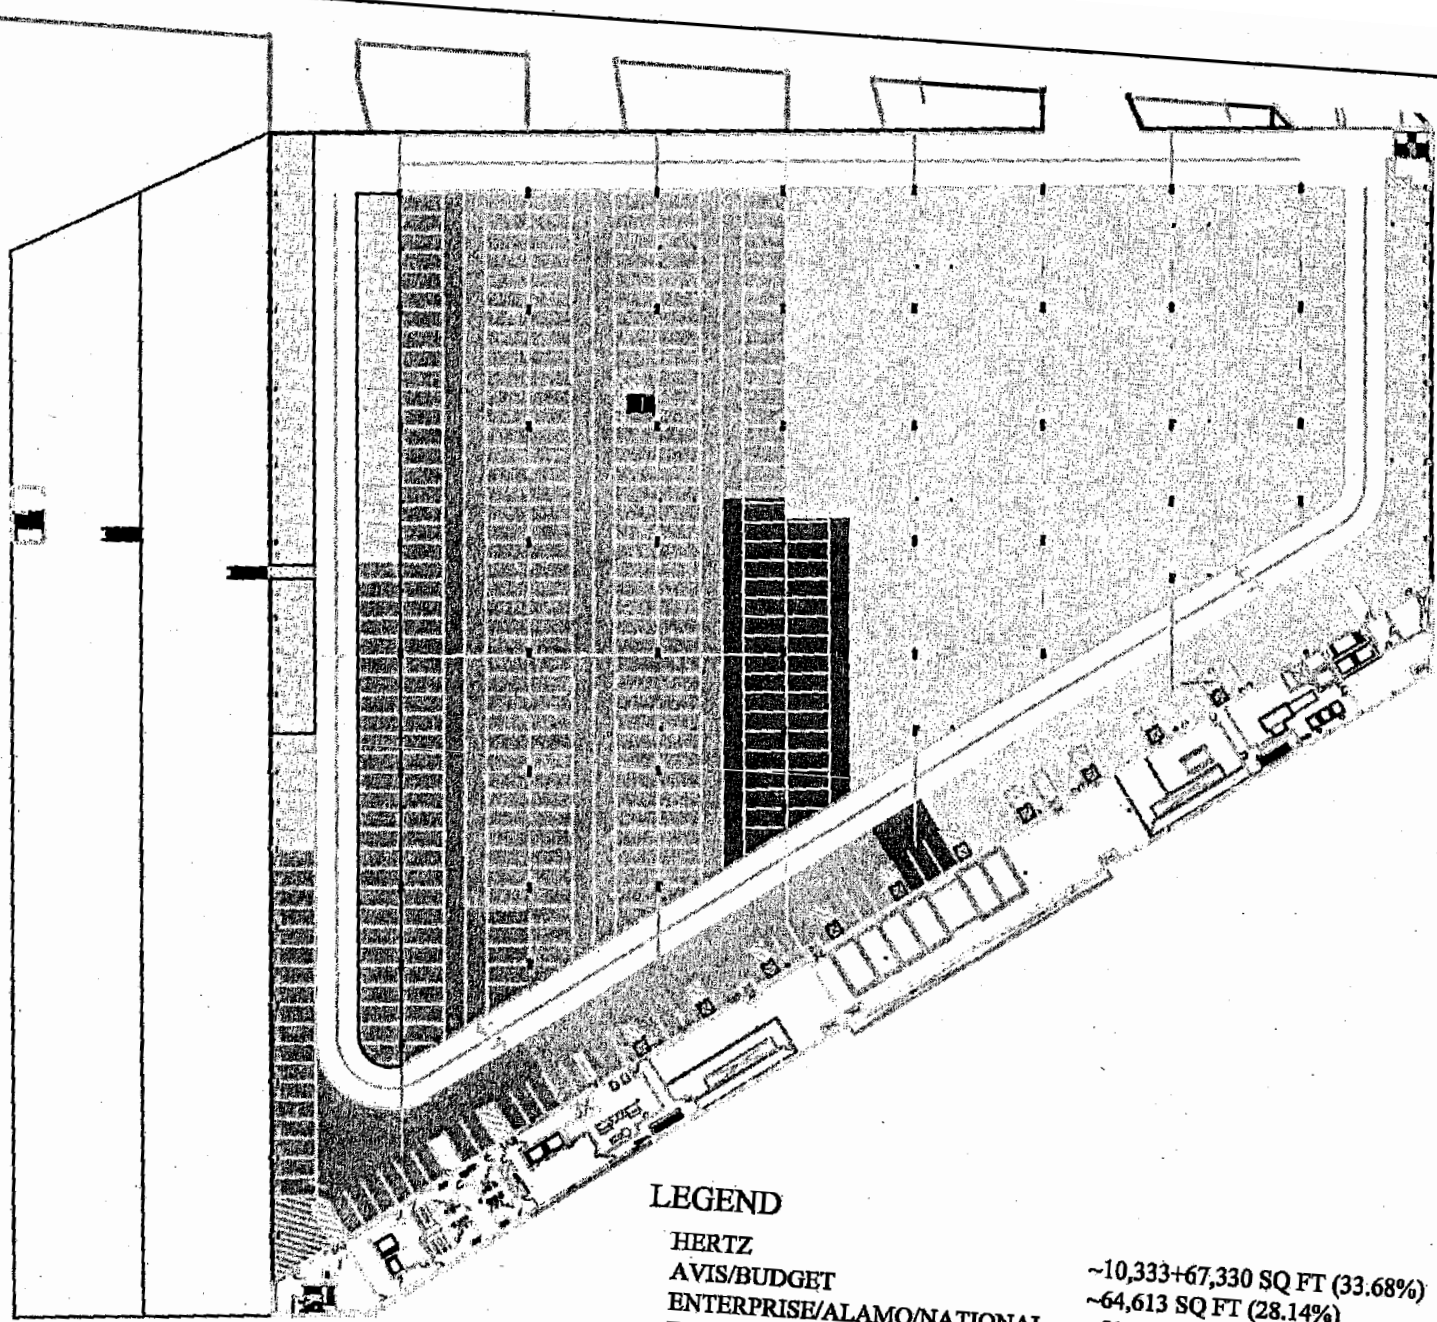 LEGEND
HERTZ ~10,333+67,330 SQ FT (33.68%)
AVIS/BUDGET ~64,613 SQ FT (28.14%)
ENTERPRISE/ALAMO/NATIONAL